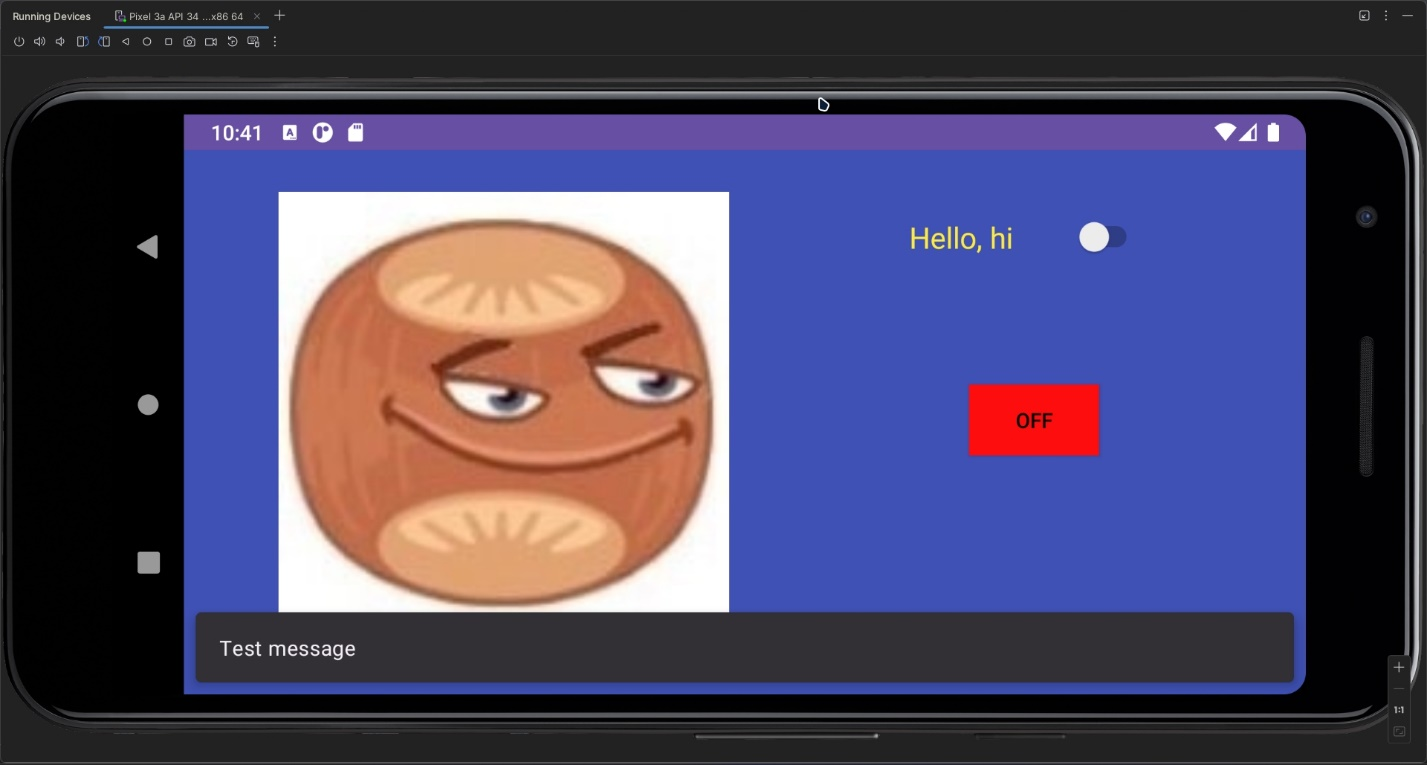 Running Devices
Pixel 3a API 34 ...x86 64
10:41
A
Hello, hi
OFF
Test message
1:1